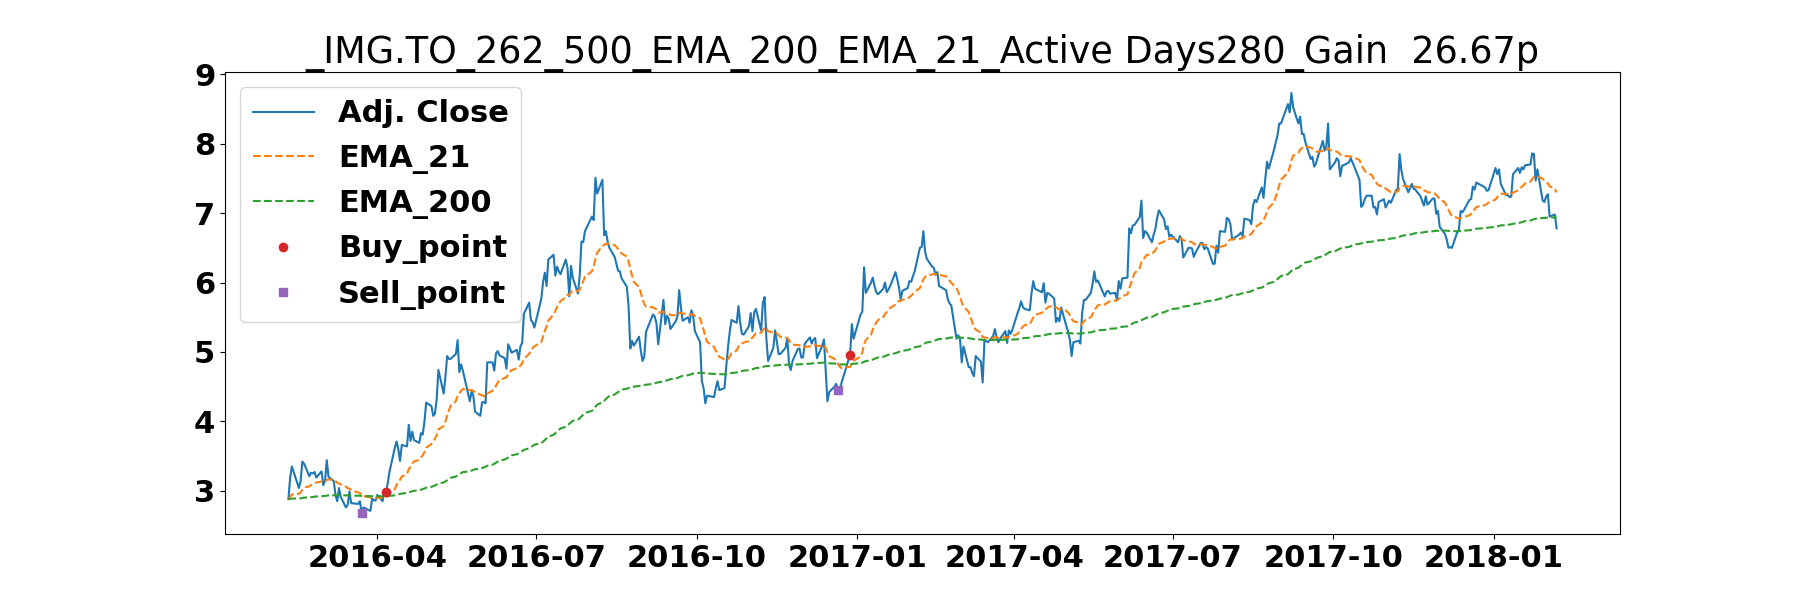 _IMG.TO_262_500_EMA_200_EMA_21_Active Days280_Gain  26.67p
9
8
7
6
5
4
3
Adj. Close
EMA_21
EMA_200
Buy_point
Sell_point
2016-04 2016-07 2016-10 2017-01 2017-04 2017-07 2017-10 2018-01